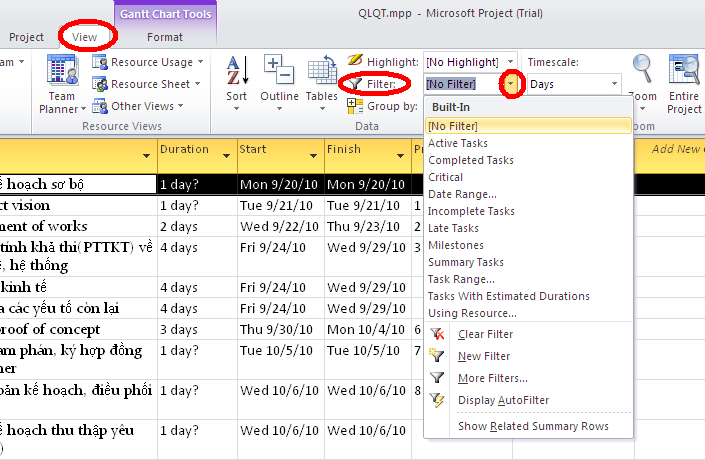 Gantt Chart Tools
QLQT.mpp - Microsoft Project (Trial)
Project View Format
Team Planner
Resource Usage
Resource Sheet
Other Views
Resource Views
Sort
Outline
Tables
Highlight: [No Highlight]
Filter: [No Filter]
Group by:
Data
Timescale:
Days
Zoom
Entire Project
Built-In
[No Filter]
Active Tasks
Completed Tasks
Critical
Date Range...
Incomplete Tasks
Late Tasks
Milestones
Summary Tasks
Task Range...
Tasks With Estimated Durations
Using Resource...
Clear Filter
New Filter
More Filters...
Display AutoFilter
Show Related Summary Rows
Duration Start Finish Add New
hoạch sơ bộ 1 day? Mon 9/20/10 Mon 9/20/10
vision 1 day? Tue 9/21/10 Tue 9/21/10 1
of works 2 days Wed 9/22/10 Thu 9/23/10 2
tính khả thi(PTTKT) về 4 days Fri 9/24/10 Wed 9/29/10 3
hệ thống
kinh tế 4 days Fri 9/24/10 Wed 9/29/10
các yếu tố còn lại 4 days Fri 9/24/10 Wed 9/29/10
proof of concept 3 days Thu 9/30/10 Mon 10/4/10 6
phán, ký hợp đồng 1 day? Tue 10/5/10 Tue 10/5/10 7
bản kế hoạch, điều phối 1 day? Wed 10/6/10 Wed 10/6/10 8
hoạch thu thập yêu 1 day? Wed 10/6/10 Wed 10/6/10